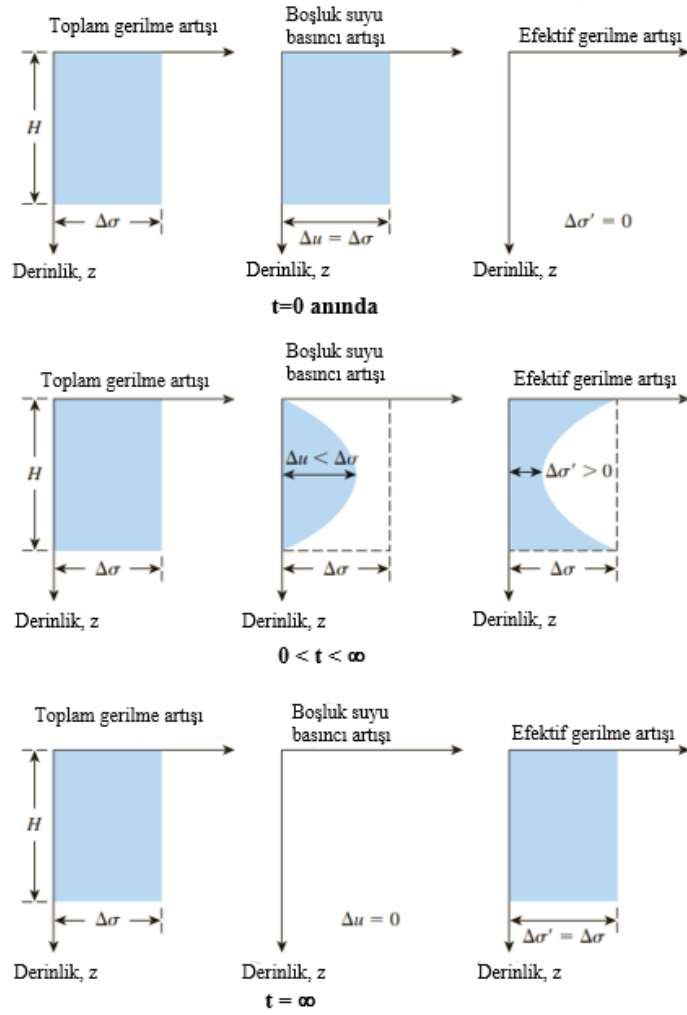 Toplam gerilme artışı
Boşluk suyu
basıncı artışı
Efektif gerilme artışı
H
Δσ
Δu = Δσ
Δσ′ = 0
Derinlik, z
Derinlik, z
Derinlik, z
t=0 anında
Toplam gerilme artışı
Boşluk suyu
basıncı artışı
Efektif gerilme artışı
H
Δu < Δσ
Δσ′ > 0
Δσ
Δσ
Δσ
Derinlik, z
Derinlik, z
Derinlik, z
0 < t < ∞
Toplam gerilme artışı
Boşluk suyu
basıncı artışı
Efektif gerilme artışı
H
Δσ
Δu = 0
Δσ′ = Δσ
Derinlik, z
Derinlik, z
Derinlik, z
t = ∞